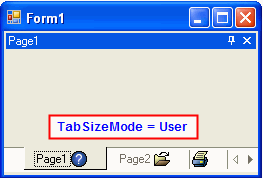 Form1
Page1
TabSizeMode = User
Page1 Page2